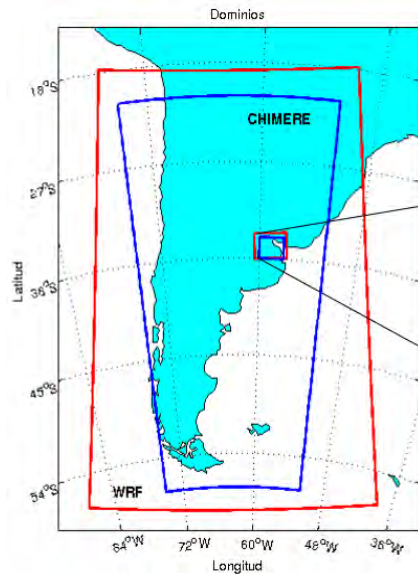 Dominios
18°S
CHIMERE
27°S
Latitud
36°S
45°S
54°S
WRF
84°W
72°W
60°W
48°W
36°W
Longitud